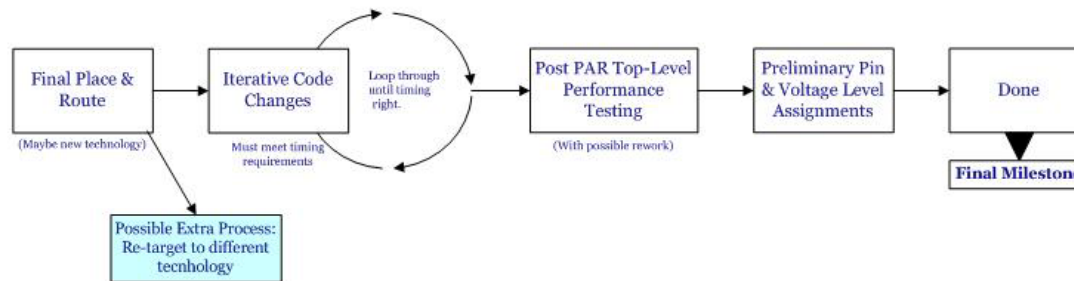 Final Place &
Route
(Maybe new technology)
Iterative Code
Changes
Must meet timing
requirements
Loop through
until timing
right.
Post PAR Top-Level
Performance
Testing
(With possible rework)
Preliminary Pin
& Voltage Level
Assignments
Done
Final Milestone
Possible Extra Process:
Re-target to different
tecnhology